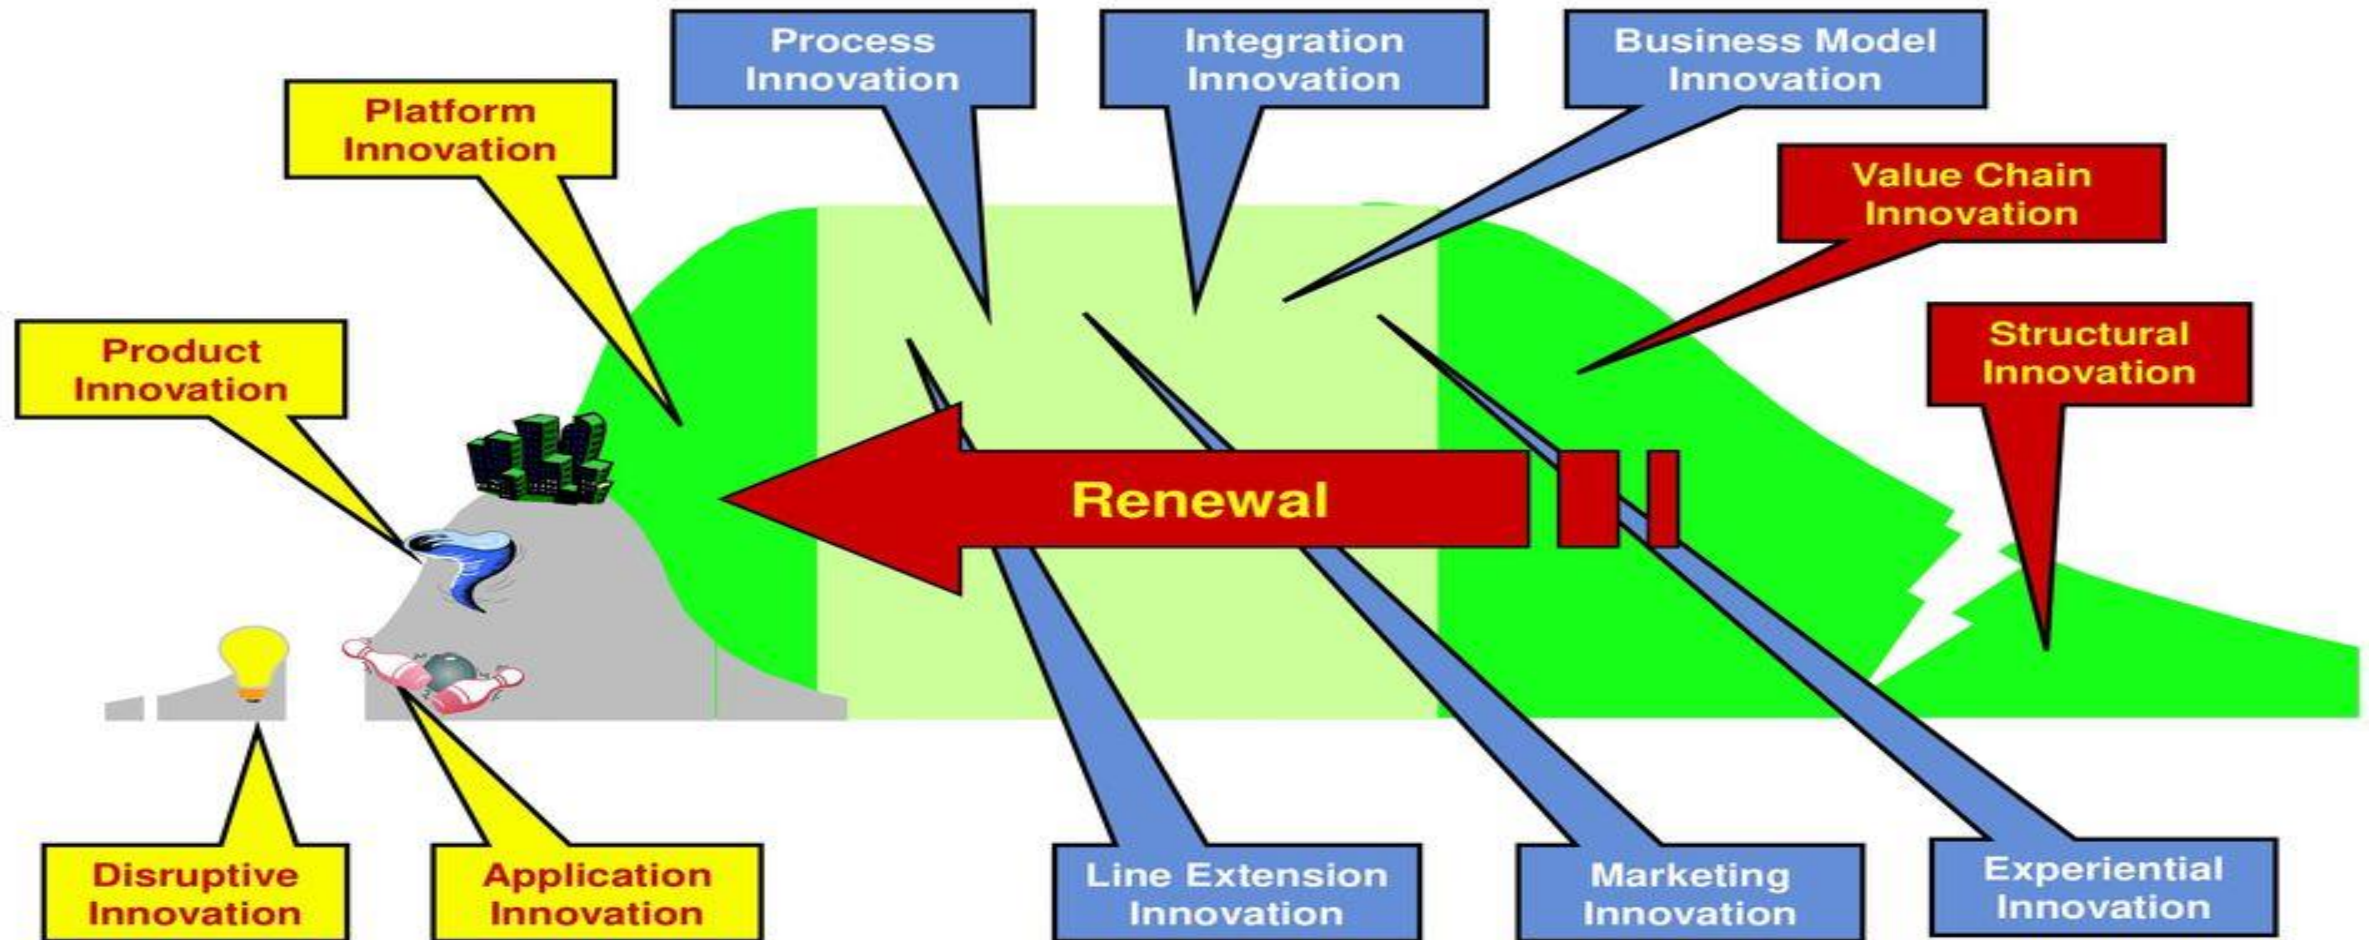 Process
Innovation
Integration
Innovation
Business Model
Innovation
Platform
Innovation
Value Chain
Innovation
Product
Innovation
Structural
Innovation
Renewal
Disruptive
Innovation
Application
Innovation
Line Extension
Innovation
Marketing
Innovation
Experiential
Innovation